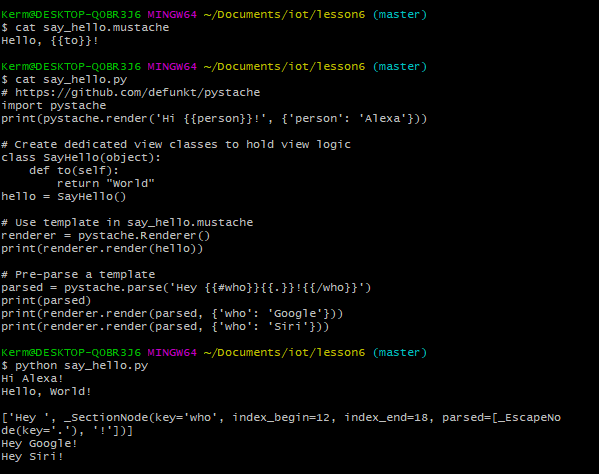 Kerm@DESKTOP-Q0BR3J6 MINGW64 ~/Documents/iot/lesson6 (master)
$ cat say_hello.mustache
Hello, {{to}}!

Kerm@DESKTOP-Q0BR3J6 MINGW64 ~/Documents/iot/lesson6 (master)
$ cat say_hello.py
# https://github.com/defunkt/pystache
import pystache
print(pystache.render('Hi {{person}}!', {'person': 'Alexa'}))

# Create dedicated view classes to hold view logic
class SayHello(object):
    def to(self):
        return "World"
hello = SayHello()

# Use template in say_hello.mustache
renderer = pystache.Renderer()
print(renderer.render(hello))

# Pre-parse a template
parsed = pystache.parse('Hey {{#who}}{{.}}!{{/who}}')
print(parsed)
print(renderer.render(parsed, {'who': 'Google'}))
print(renderer.render(parsed, {'who': 'Siri'}))

Kerm@DESKTOP-Q0BR3J6 MINGW64 ~/Documents/iot/lesson6 (master)
$ python say_hello.py
Hi Alexa!
Hello, World!

['Hey ', _SectionNode(key='who', index_begin=12, index_end=18, parsed=[_EscapeNo
de(key='.'), '!'])]
Hey Google!
Hey Siri!